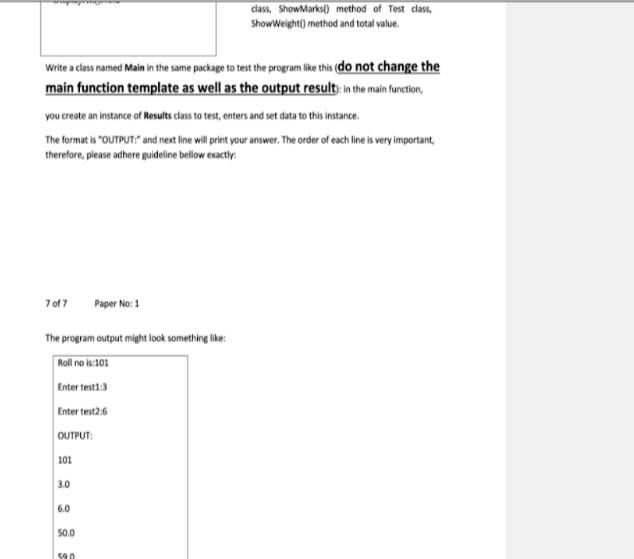 class, ShowMarks() method of Test class,
ShowWeight() method and total value.
Write a class named Main in the same package to test the program like this (do not change the
main function template as well as the output result): in the main function,
you create an instance of Results class to test, enters and set data to this instance.
The format is "OUTPUT:" and next line will print your answer. The order of each line is very important,
therefore, please adhere guideline bellow exactly:
7 of 7 Paper No: 1
The program output might look something like:
Roll no is:101
Enter test1:3
Enter test2:6
OUTPUT:
101
3.0
6.0
50.0
59.0